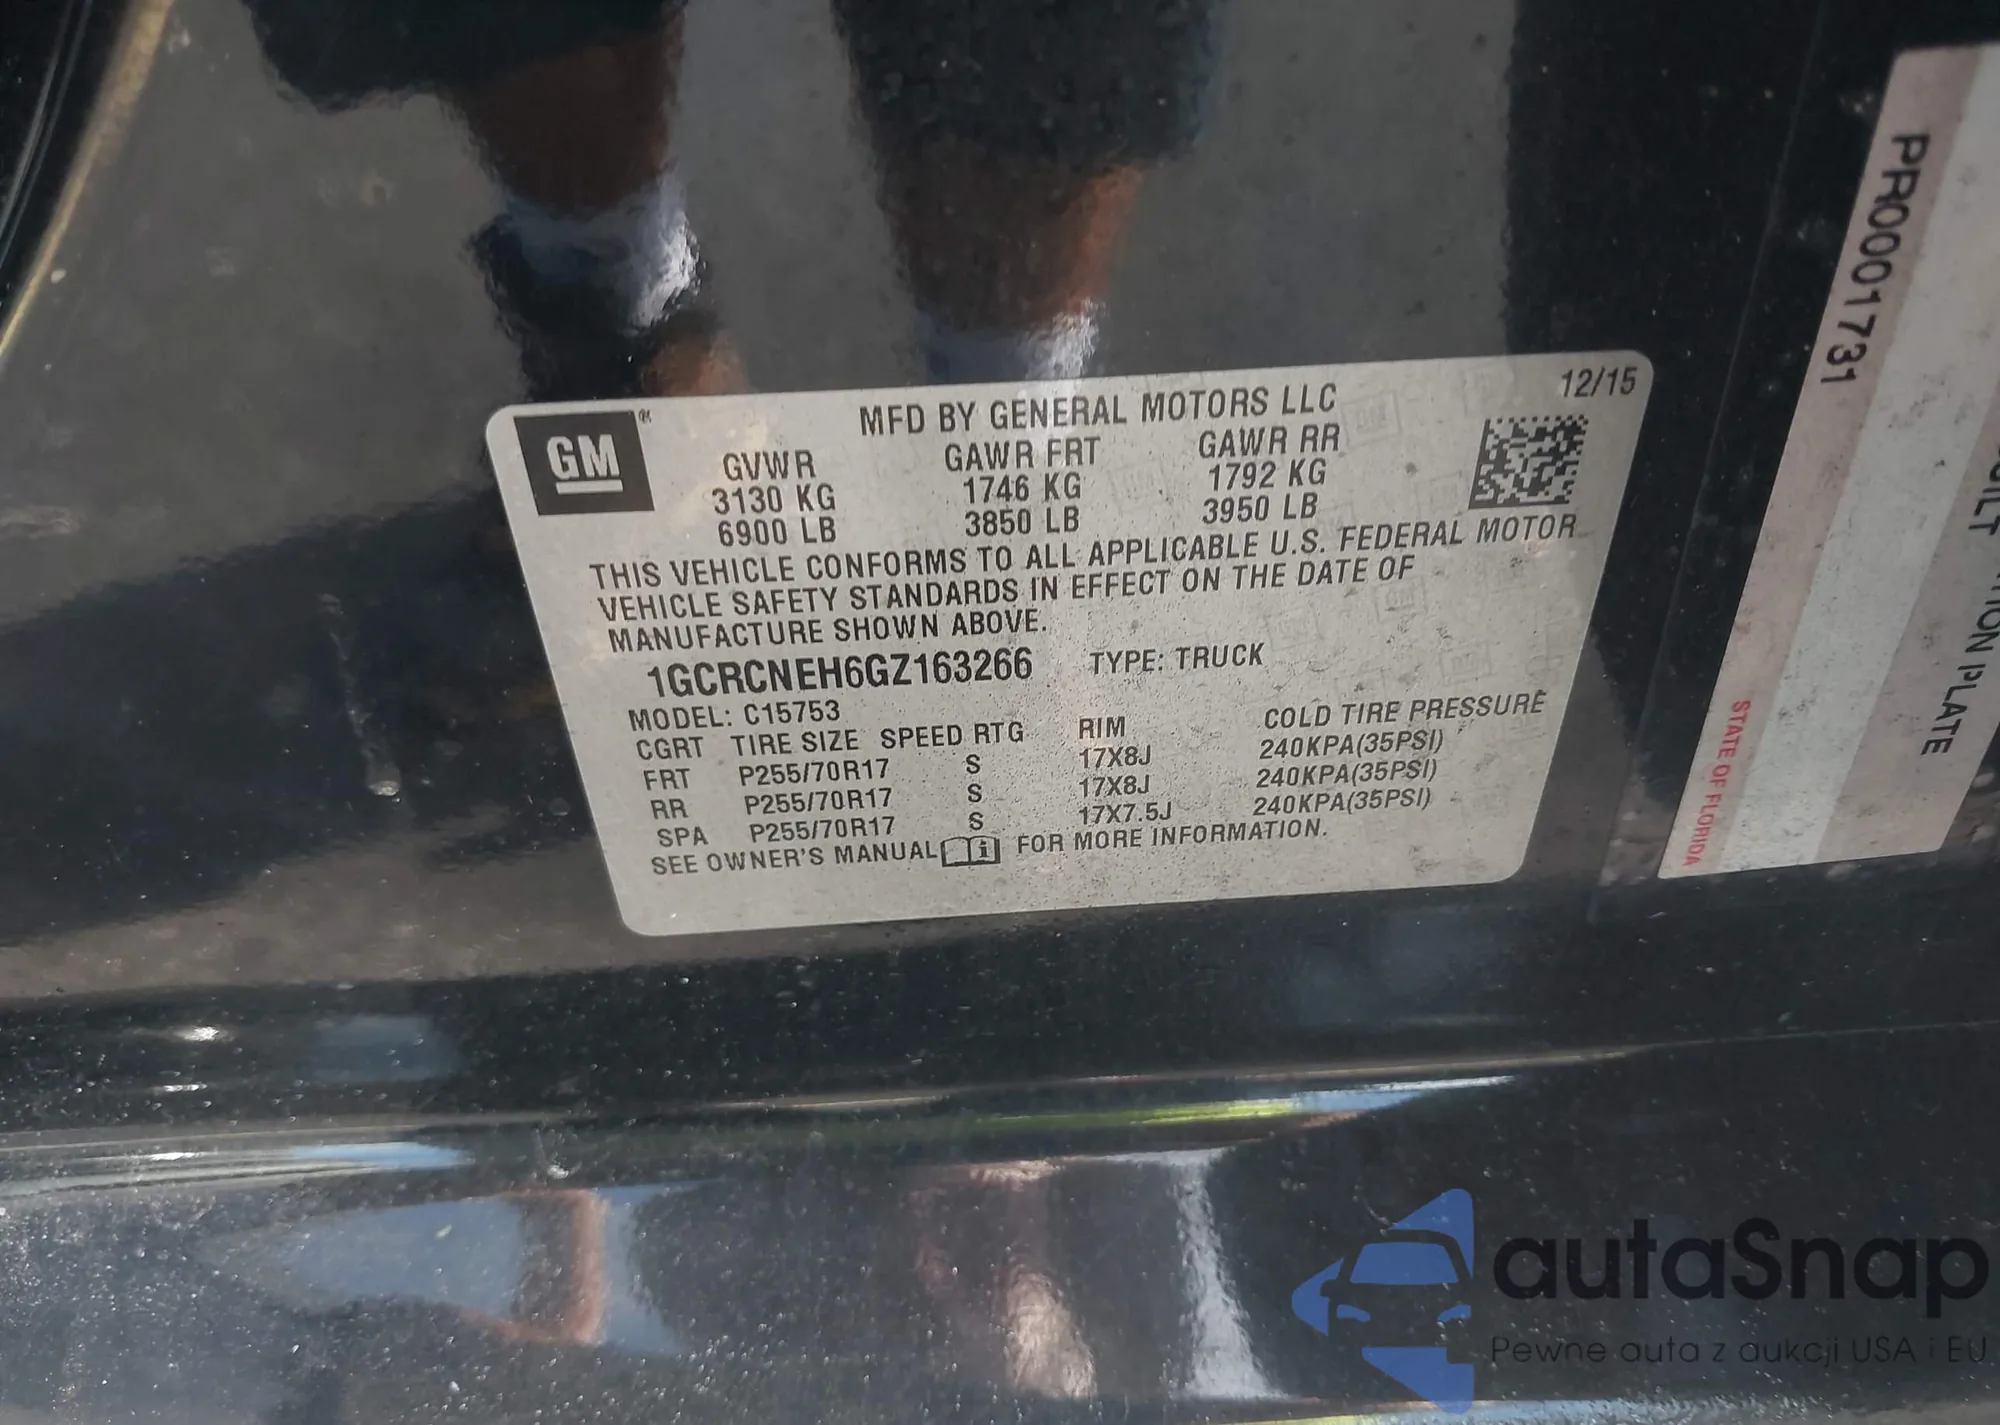 GM
®
MFD BY GENERAL MOTORS LLC
12/15
GVWR GAWR FRT GAWR RR
3130 KG 1746 KG 1792 KG
6900 LB 3850 LB 3950 LB
THIS VEHICLE CONFORMS TO ALL APPLICABLE U.S. FEDERAL MOTOR
VEHICLE SAFETY STANDARDS IN EFFECT ON THE DATE OF
MANUFACTURE SHOWN ABOVE.
1GCRCNEH6GZ163266 TYPE: TRUCK
MODEL: C15753
CGRT TIRE SIZE SPEED RTG RIM COLD TIRE PRESSURE
FRT P255/70R17 S 17X8J 240KPA(35PSI)
RR P255/70R17 S 17X8J 240KPA(35PSI)
SPA P255/70R17 S 17X7.5J 240KPA(35PSI)
SEE OWNER'S MANUAL i FOR MORE INFORMATION.
PR0001731
PLATE
STATE OF FLORIDA
autaSnap
Pewne auta z aukcji USA i EU